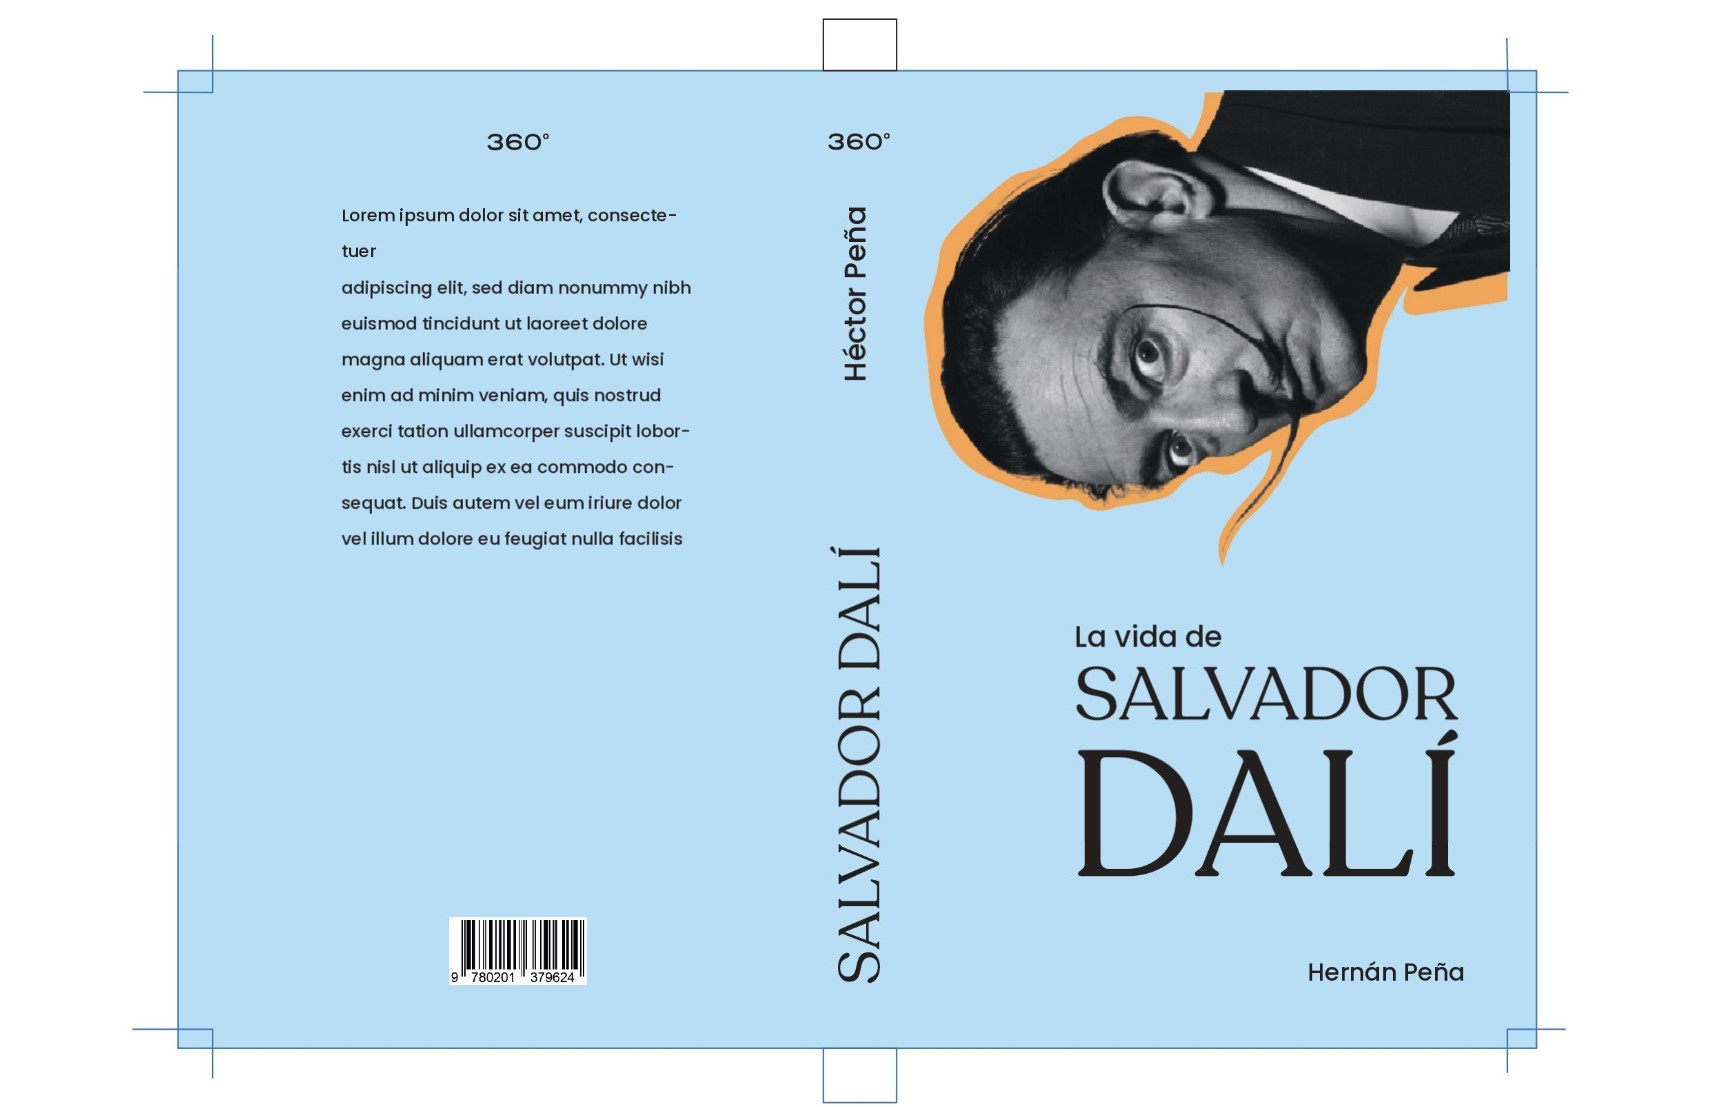 360°
Lorem ipsum dolor sit amet, consecte-
tuer
adipiscing elit, sed diam nonummy nibh
euismod tincidunt ut laoreet dolore
magna aliquam erat volutpat. Ut wisi
enim ad minim veniam, quis nostrud
exerci tation ullamcorper suscipit lobor-
tis nisl ut aliquip ex ea commodo con-
sequat. Duis autem vel eum iriure dolor
vel illum dolore eu feugiat nulla facilisis
9 780201 379624
360°
Héctor Peña
SALVADOR DALÍ
La vida de
SALVADOR
DALÍ
Hernán Peña